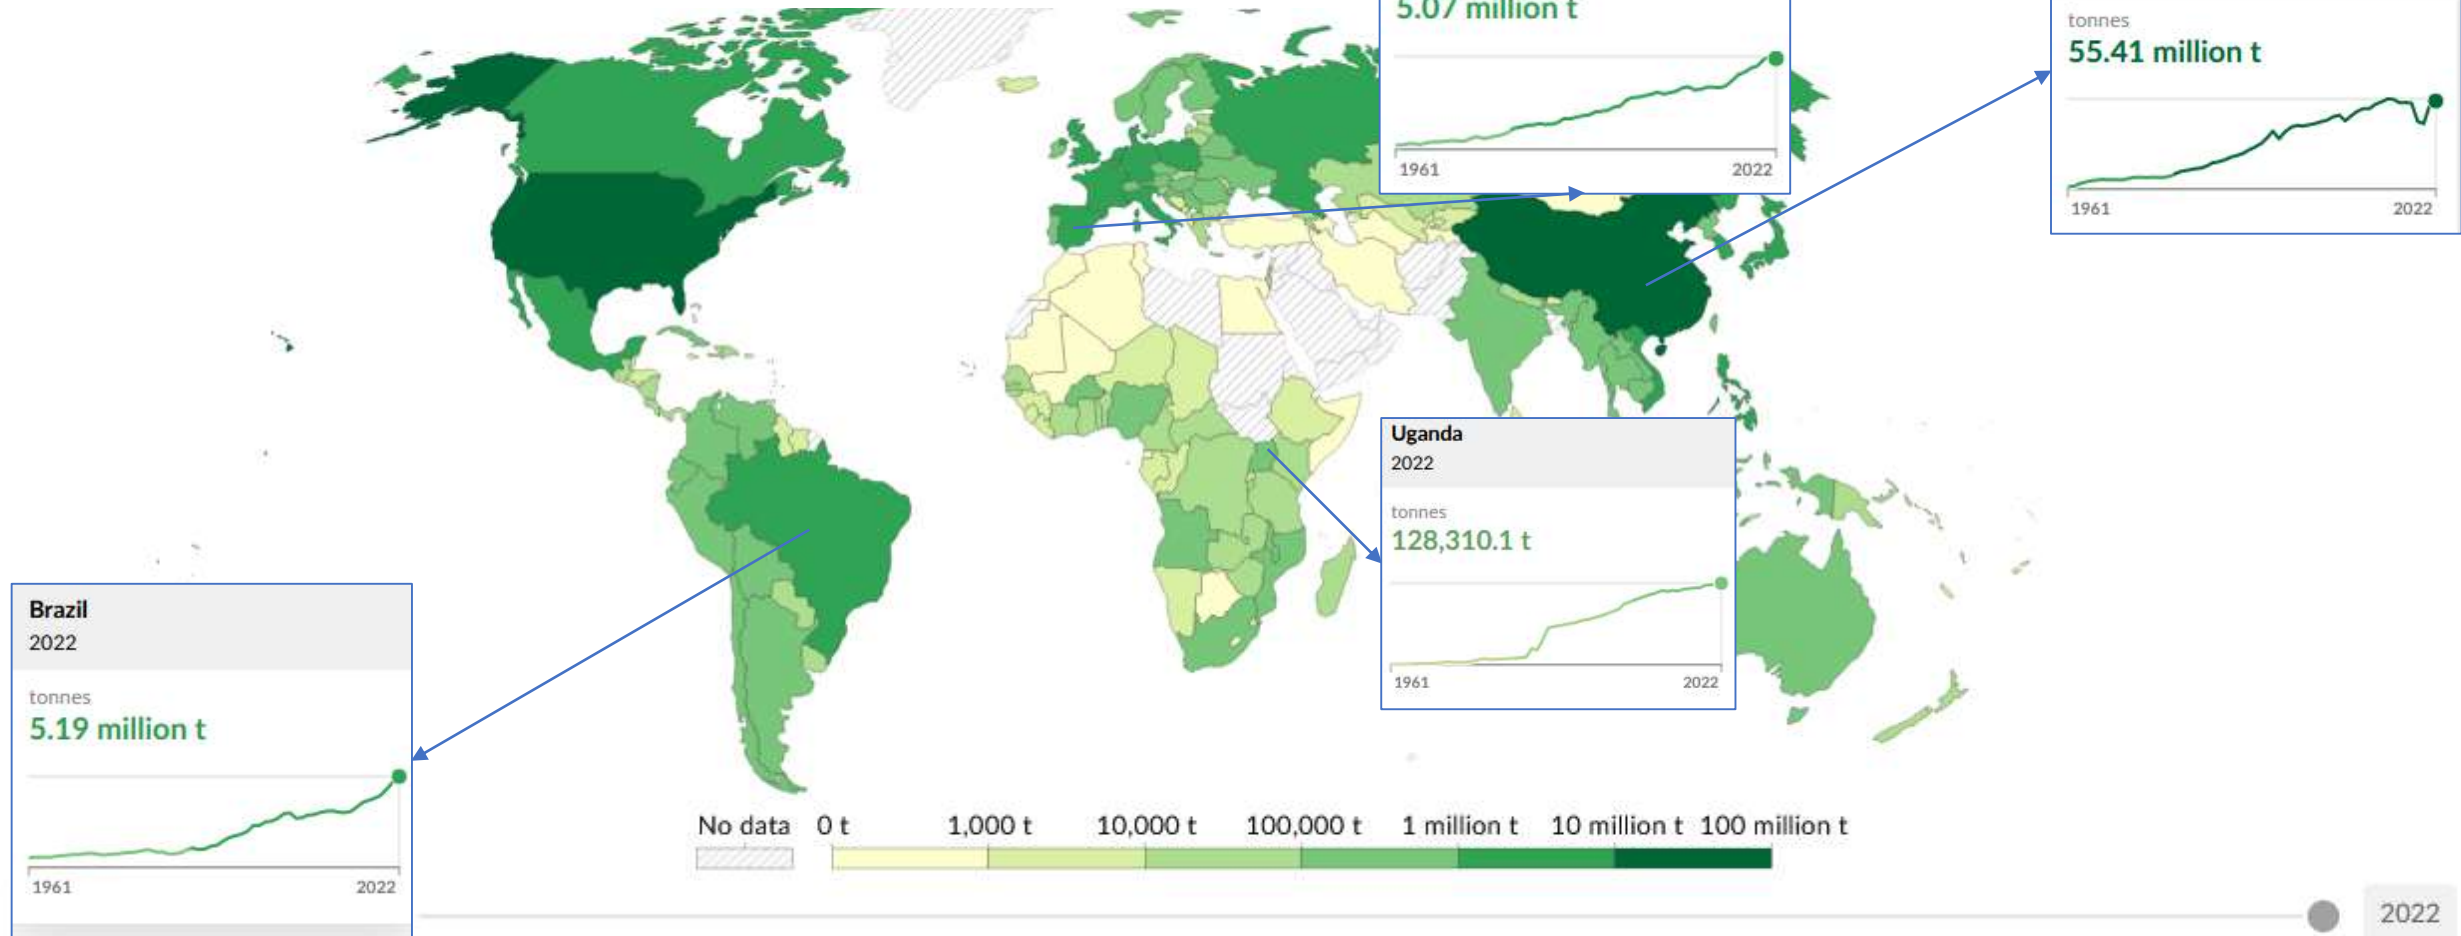 5.07 million t
1961 2022
tonnes
55.41 million t
1961 2022
Uganda
2022
tonnes
128,310.1 t
1961 2022
Brazil
2022
tonnes
5.19 million t
1961 2022
No data 0 t 1,000 t 10,000 t 100,000 t 1 million t 10 million t 100 million t
2022